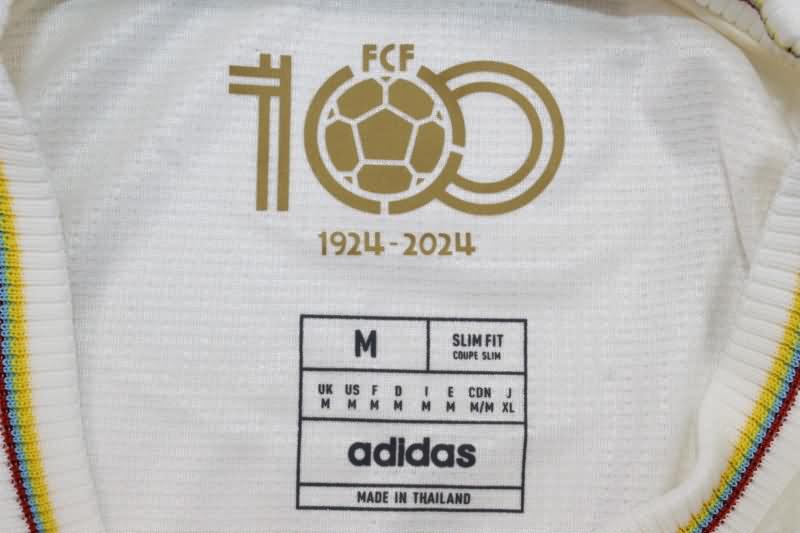 FCF
100
1924-2024
M SLIM FIT
COUPE SLIM
UK US F D I E CDN J
M M M M M M M/M XL
adidas
MADE IN THAILAND